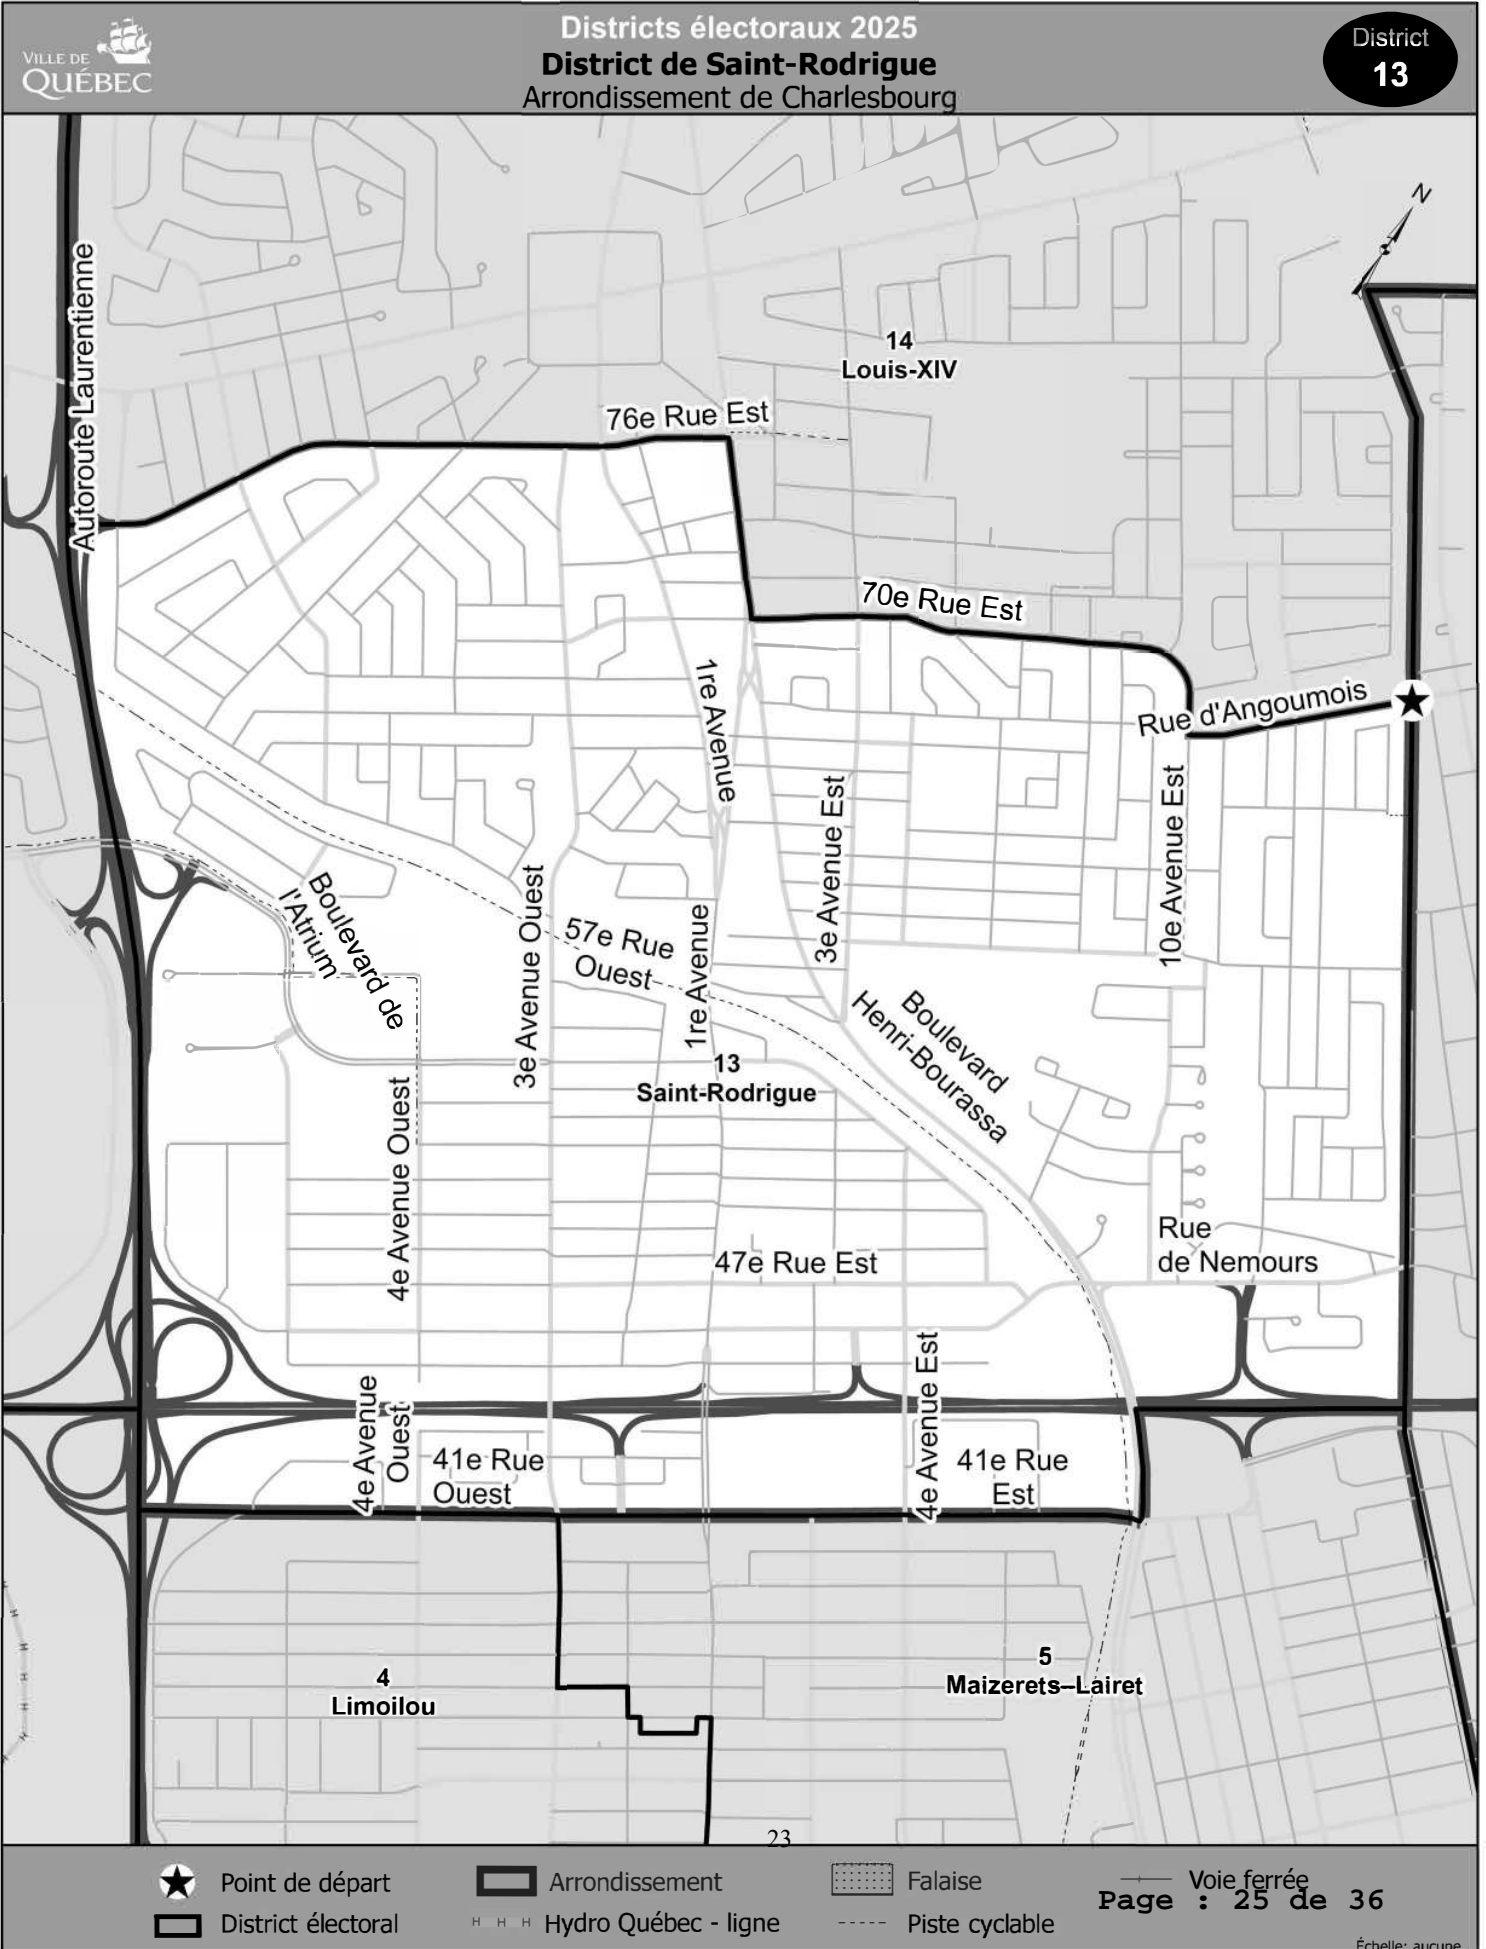 VILLE DE
QUÉBEC
Districts électoraux 2025
District de Saint-Rodrigue
Arrondissement de Charlesbourg
District
13
N
Autoroute Laurentienne
14
Louis-XIV
76e Rue Est
70e Rue Est
Rue d'Angoumois
1re Avenue
3e Avenue Est
10e Avenue Est
Boulevard de
l'Atrium
3e Avenue Ouest
57e Rue
Ouest
1re Avenue
Boulevard
Henri-Bourassa
13
Saint-Rodrigue
4e Avenue Ouest
47e Rue Est
Rue
de Nemours
4e Avenue
Ouest
41e Rue
Ouest
4e Avenue Est
41e Rue
Est
4
Limoilou
5
Maizerets–Lairet
H
H
H
H
H
H
23
Point de départ
Arrondissement
Falaise
Voie ferrée
Page : 25 de 36
District électoral
H H H Hydro Québec - ligne
Piste cyclable
Échelle: aucune